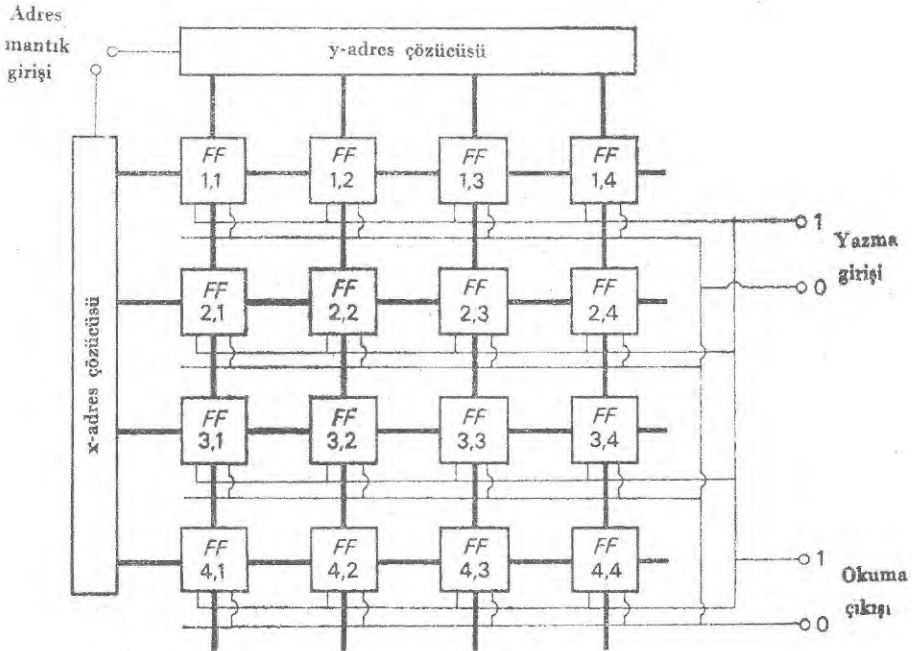 Adres
mantık
girişi
y-adres çözücüsü
x-adres çözücüsü
FF FF FF FF
1,1 1,2 1,3 1,4
1
Yazma
girişi
0
FF FF FF FF
2,1 2,2 2,3 2,4
FF FF FF FF
3,1 3,2 3,3 3,4
FF FF FF FF
4,1 4,2 4,3 4,4
1
Okuma
çıkışı
0